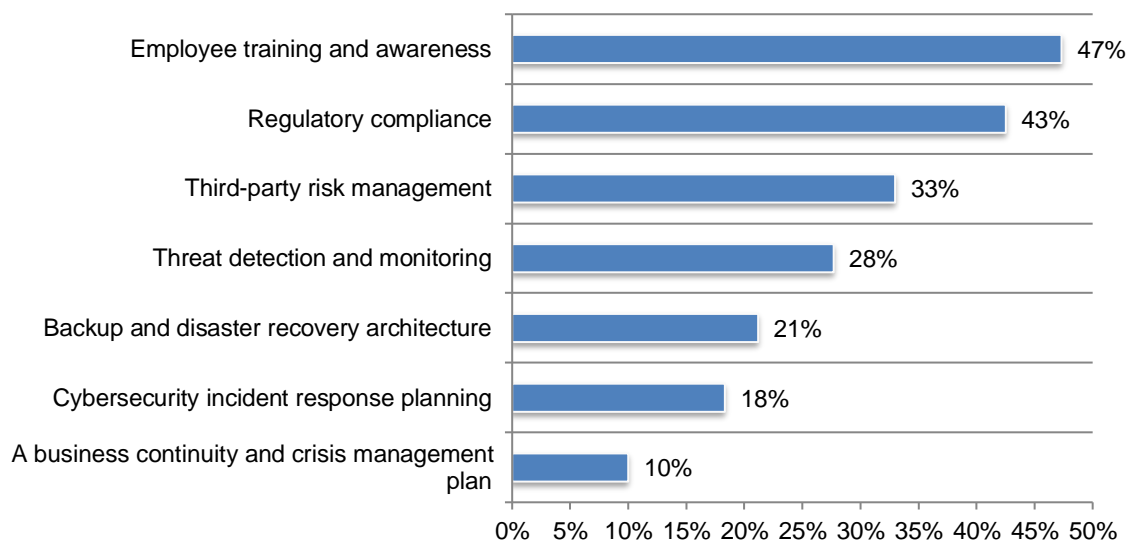 Employee training and awareness
47%
Regulatory compliance
43%
Third-party risk management
33%
Threat detection and monitoring
28%
Backup and disaster recovery architecture
21%
Cybersecurity incident response planning
18%
A business continuity and crisis management
plan
10%
0% 5% 10% 15% 20% 25% 30% 35% 40% 45% 50%